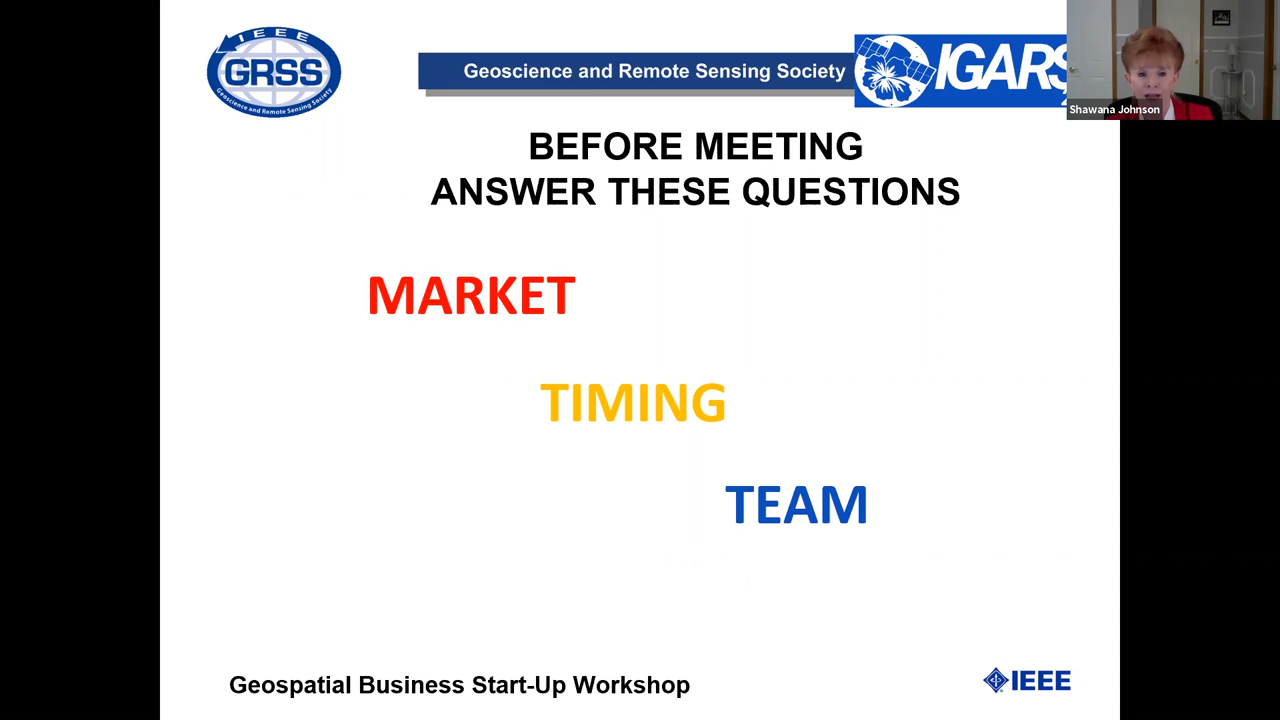 IEEE
GRSS
Geoscience and Remote Sensing Society
Geoscience and Remote Sensing Society
IGARS
Shawana Johnson
BEFORE MEETING
ANSWER THESE QUESTIONS
MARKET
TIMING
TEAM
Geospatial Business Start-Up Workshop
IEEE